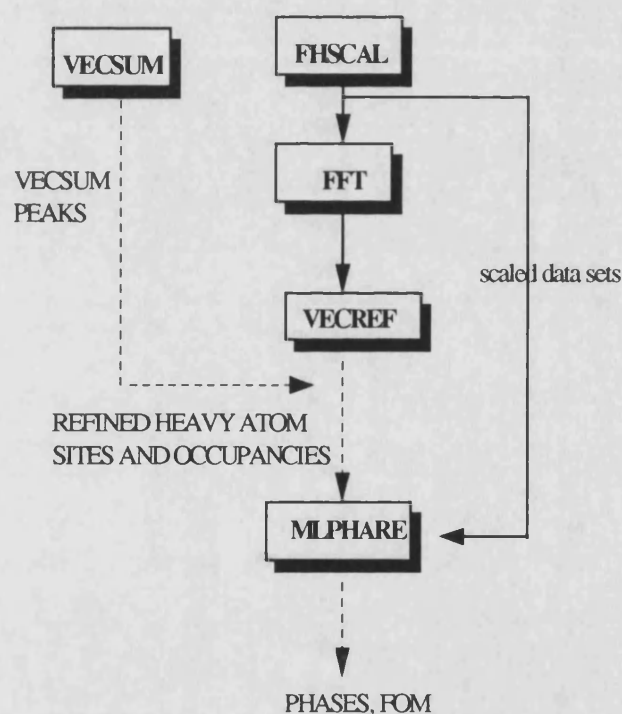 VECSUM
FHSCAL
FFT
VECSUM
PEAKS
scaled data sets
VECREF
REFINED HEAVY ATOM
SITES AND OCCUPANCIES
MLPHARE
PHASES, FOM